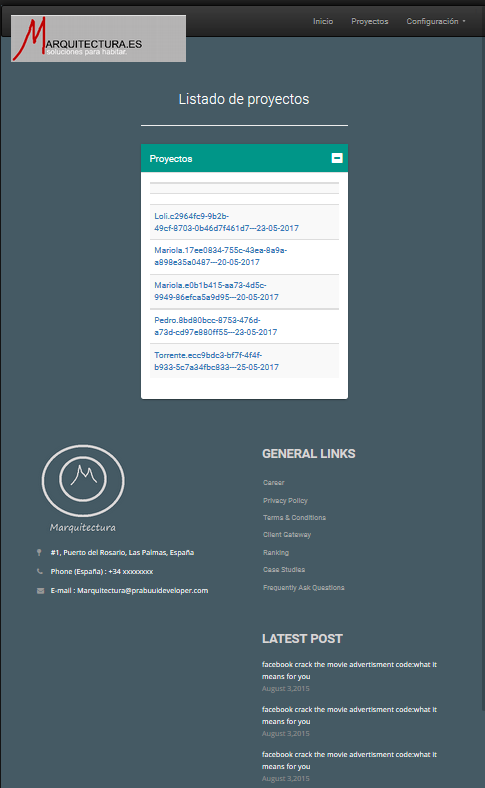 MARQUITECTURA.ES
soluciones para habitar.
Inicio
Proyectos
Configuración
Listado de proyectos
Proyectos
Loli.c2964fc9-9b2b-
49cf-8703-0b46d7f461d7---23-05-2017
Mariola.17ee0834-755c-43ea-8a9a-
a898e35a0487---20-05-2017
Mariola.e0b1b415-aa73-4d5c-
9949-86efca5a9d95---20-05-2017
Pedro.8bd80bcc-8753-476d-
a73d-cd97e880ff55---23-05-2017
Torrente.ecc9bdc3-bf7f-4f4f-
b933-5c7a34fbc833---25-05-2017
Marquitectura
#1, Puerto del Rosario, Las Palmas, España
Phone (España) : +34 xxxxxxxx
E-mail : Marquitectura@prabuuideveloper.com
GENERAL LINKS
Career
Privacy Policy
Terms & Conditions
Client Gateway
Ranking
Case Studies
Frequently Ask Questions
LATEST POST
facebook crack the movie advertisment code:what it
means for you
August 3,2015
facebook crack the movie advertisment code:what it
means for you
August 3,2015
facebook crack the movie advertisment code:what it
means for you
August 3,2015